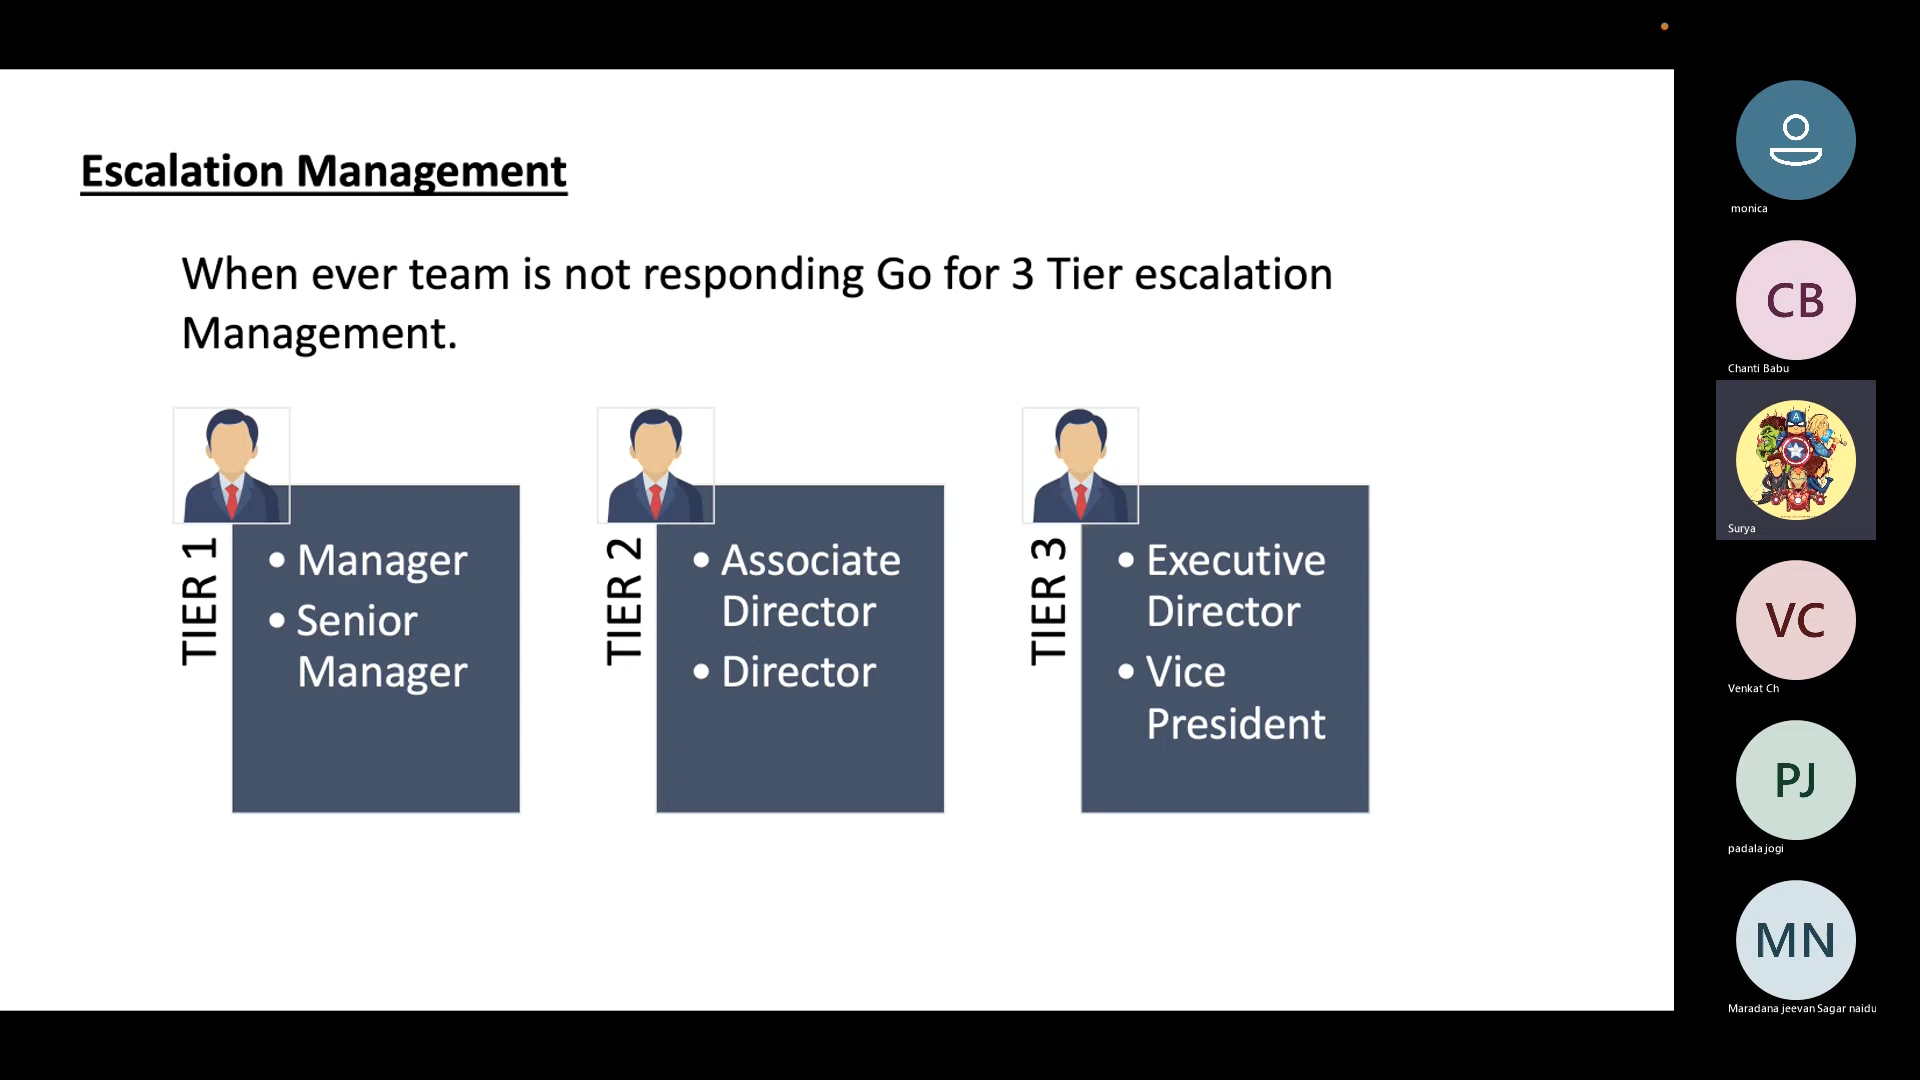 Escalation Management
When ever team is not responding Go for 3 Tier escalation
Management.
TIER 1
• Manager
• Senior
Manager
TIER 2
• Associate
Director
• Director
TIER 3
• Executive
Director
• Vice
President
monica
CB
Chanti Babu
A
Surya
VC
Venkat Ch
PJ
padala jogi
MN
Maradana jeevan Sagar naidu